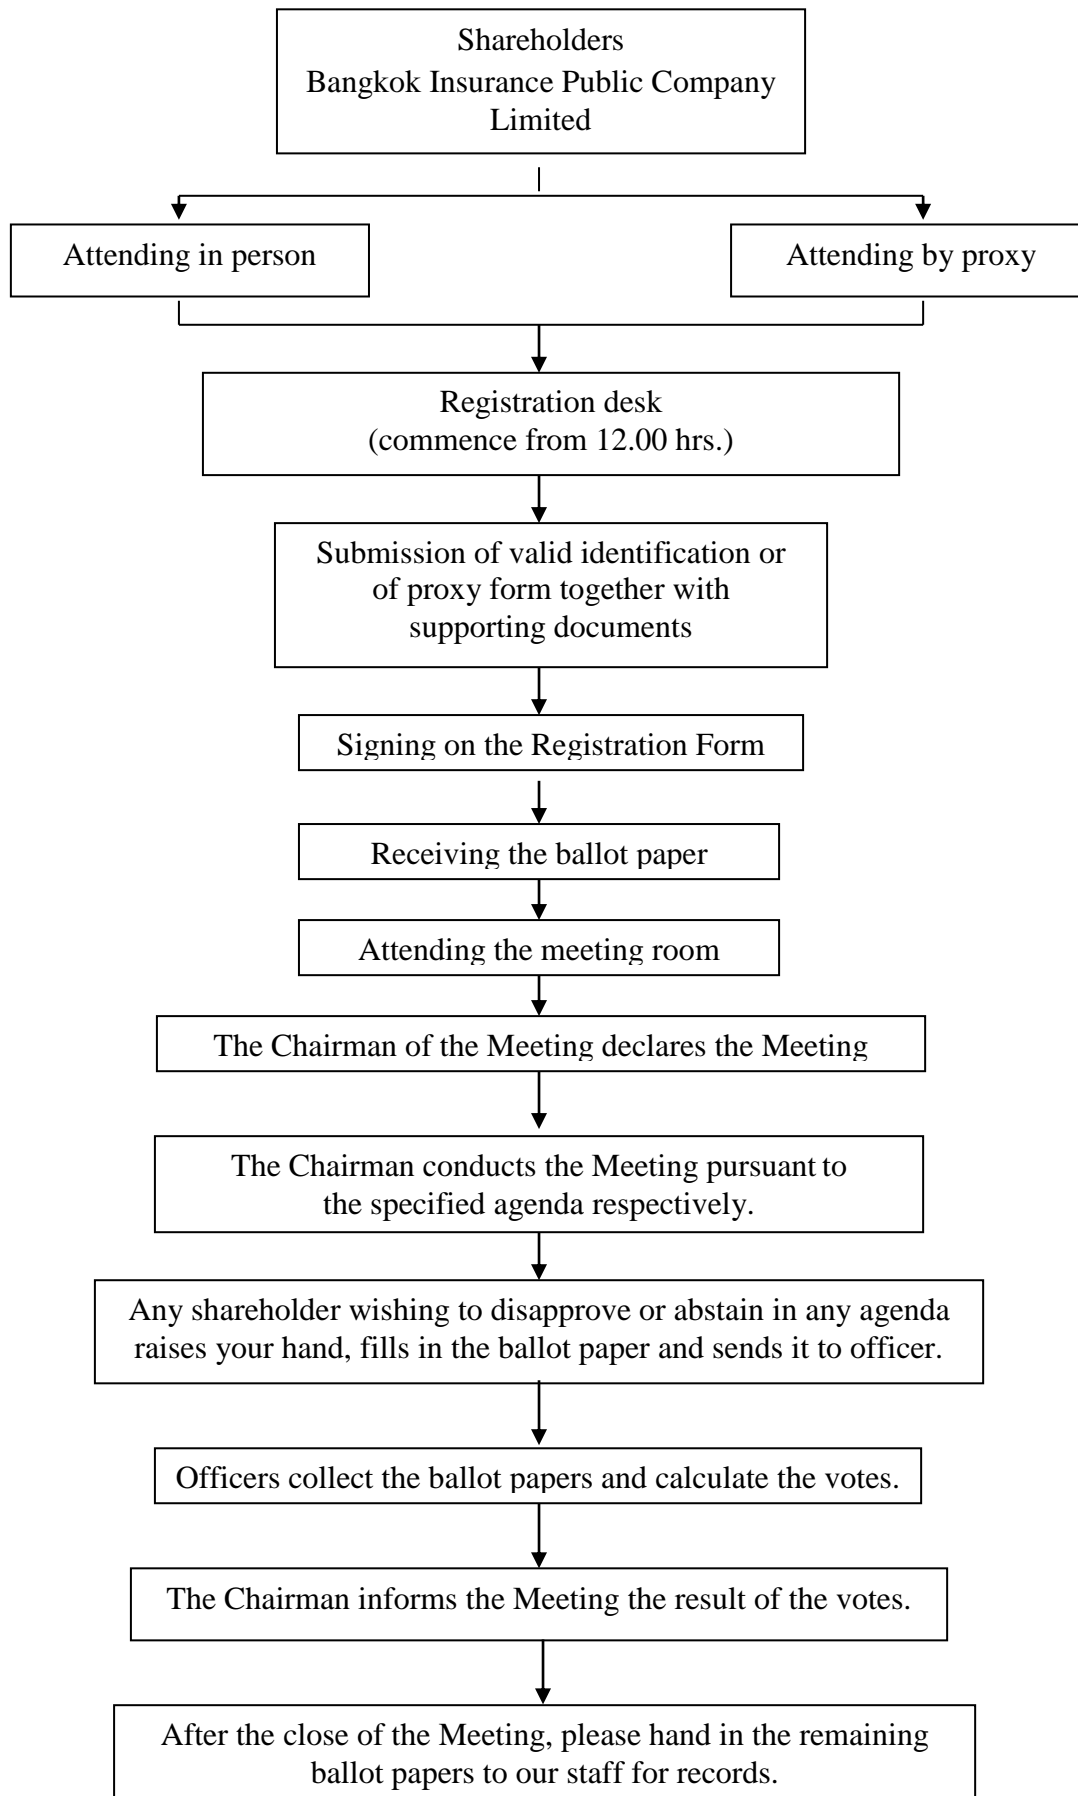 Shareholders
Bangkok Insurance Public Company
Limited
Attending in person
Attending by proxy
Registration desk
(commence from 12.00 hrs.)
Submission of valid identification or
of proxy form together with
supporting documents
Signing on the Registration Form
Receiving the ballot paper
Attending the meeting room
The Chairman of the Meeting declares the Meeting
The Chairman conducts the Meeting pursuant to
the specified agenda respectively.
Any shareholder wishing to disapprove or abstain in any agenda
raises your hand, fills in the ballot paper and sends it to officer.
Officers collect the ballot papers and calculate the votes.
The Chairman informs the Meeting the result of the votes.
After the close of the Meeting, please hand in the remaining
ballot papers to our staff for records.